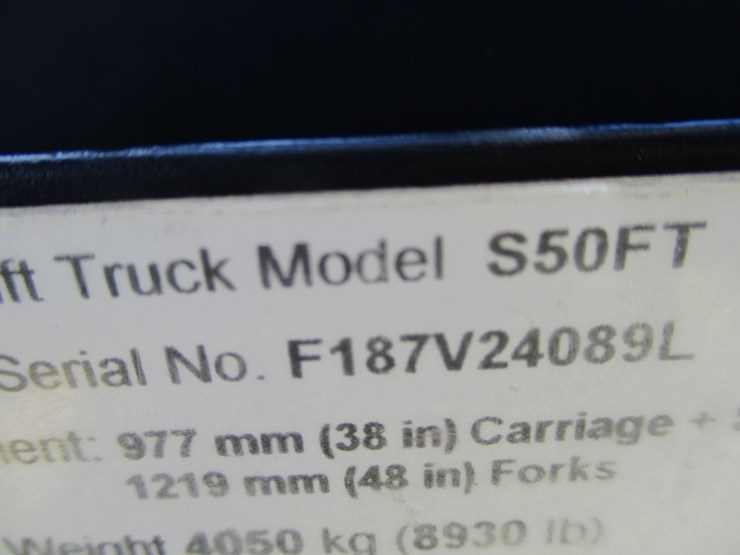 ift Truck Model S50FT
Serial No. F187V24089L
ent: 977 mm (38 in) Carriage +
1219 mm (48 in) Forks
Weight 4050 kg (8930 lb)